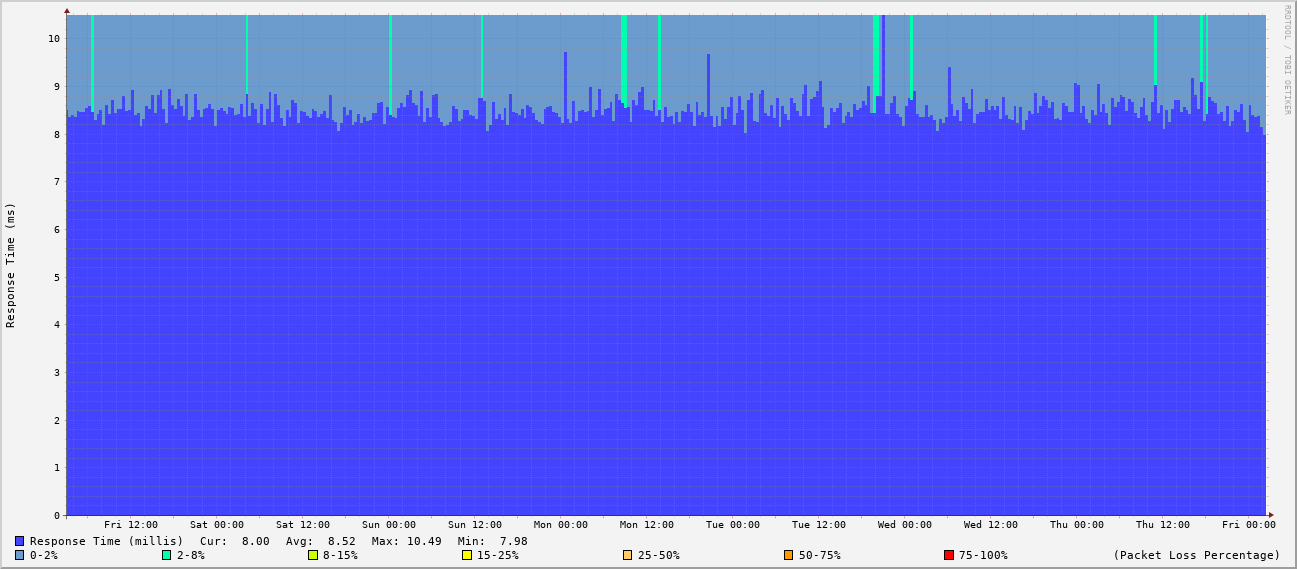 RRDTOOL / TOBI OETIKER
Response Time (ms)
10
9
8
7
6
5
4
3
2
1
0
Fri 12:00 Sat 00:00 Sat 12:00 Sun 00:00 Sun 12:00 Mon 00:00 Mon 12:00 Tue 00:00 Tue 12:00 Wed 00:00 Wed 12:00 Thu 00:00 Thu 12:00 Fri 00:00
Response Time (millis) Cur: 8.00 Avg: 8.52 Max: 10.49 Min: 7.98
0-2% 2-8% 8-15% 15-25% 25-50% 50-75% 75-100% (Packet Loss Percentage)